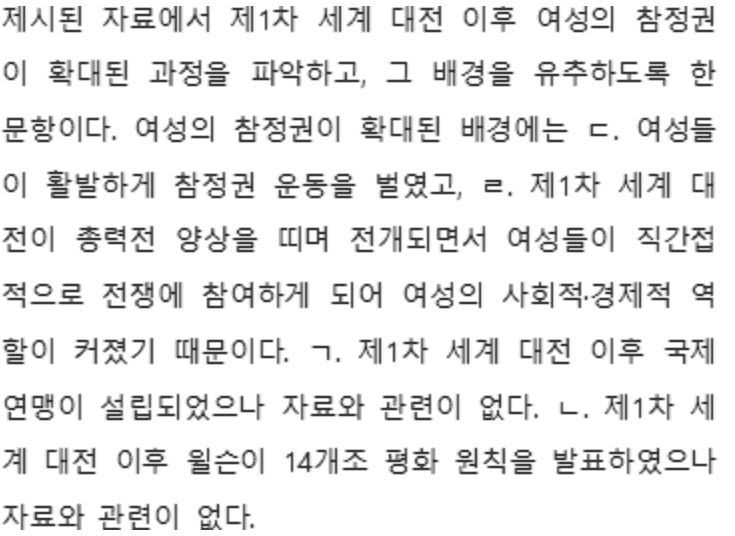 제시된 자료에서 제1차 세계 대전 이후 여성의 참정권
이 확대된 과정을 파악하고, 그 배경을 유추하도록 한
문항이다. 여성의 참정권이 확대된 배경에는 ㄷ. 여성들
이 활발하게 참정권 운동을 벌였고, ㄹ. 제1차 세계 대
전이 총력전 양상을 띠며 전개되면서 여성들이 직간접
적으로 전쟁에 참여하게 되어 여성의 사회적·경제적 역
할이 커졌기 때문이다. ㄱ. 제1차 세계 대전 이후 국제
연맹이 설립되었으나 자료와 관련이 없다. ㄴ. 제1차 세
계 대전 이후 윌슨이 14개조 평화 원칙을 발표하였으나
자료와 관련이 없다.